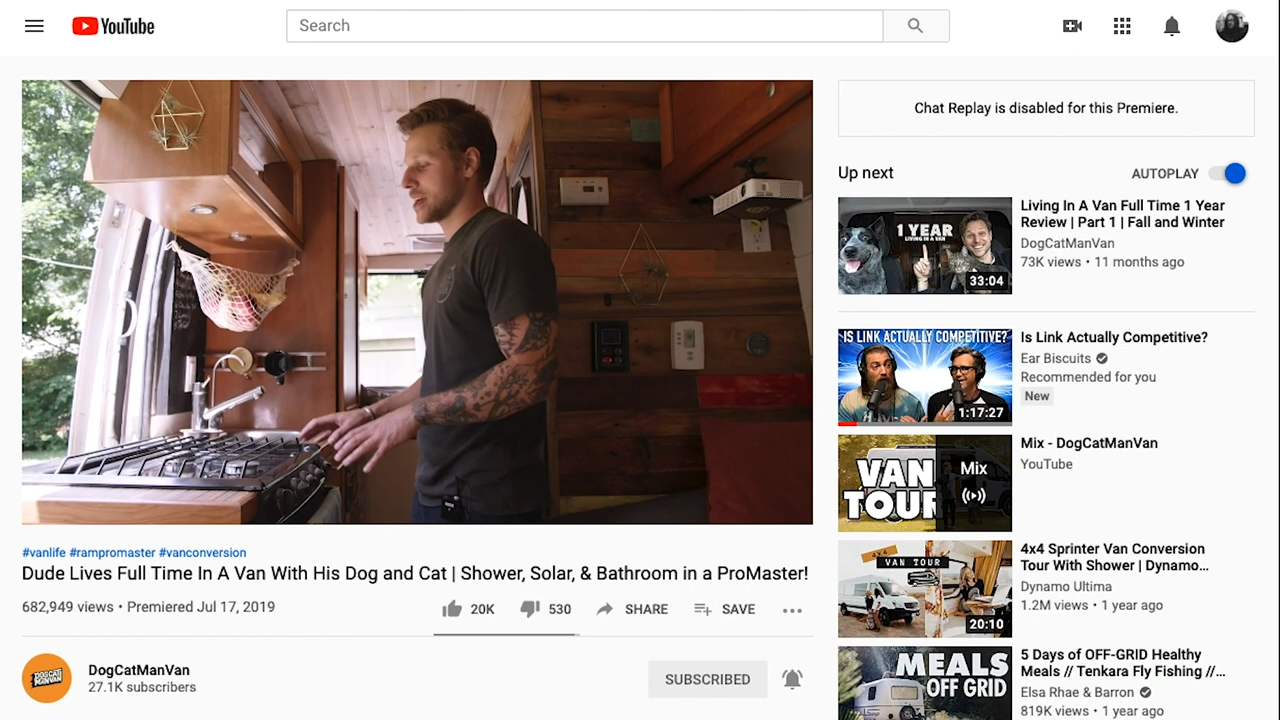 YouTube
Search
Chat Replay is disabled for this Premiere.
Up next
AUTOPLAY
1 YEAR
LIVING IN A VAN
33:04
Living In A Van Full Time 1 Year
Review | Part 1 | Fall and Winter
DogCatManVan
73K views • 11 months ago
IS LINK ACTUALLY COMPETITIVE?
1:17:27
Is Link Actually Competitive?
Ear Biscuits
Recommended for you
New
VAN
TOUR
Mix
Mix - DogCatManVan
YouTube
4x4
VAN TOUR
20:10
4x4 Sprinter Van Conversion
Tour With Shower | Dynamo…
Dynamo Ultima
1.2M views • 1 year ago
MEALS
OFF GRID
5 Days of OFF-GRID Healthy
Meals // Tenkara Fly Fishing //…
Elsa Rhae & Barron
819K views • 1 year ago
#vanlife #rampromaster #vanconversion
Dude Lives Full Time In A Van With His Dog and Cat | Shower, Solar, & Bathroom in a ProMaster!
682,949 views • Premiered Jul 17, 2019
20K
530
SHARE
SAVE
DOGCAT
MANVAN
DogCatManVan
27.1K subscribers
SUBSCRIBED